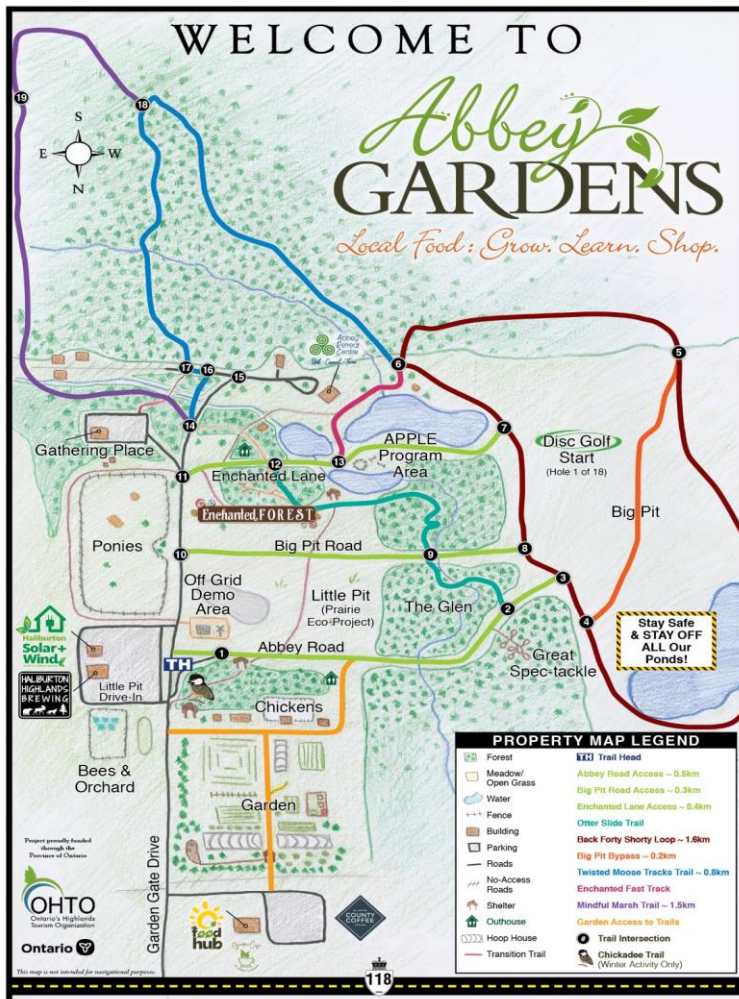 WELCOME TO
Abbey
GARDENS
Local Food: Grow. Learn. Shop.
19
18
S
E
W
N
Abbey
Retreat
Centre
5
6
17
16
15
14
7
Gathering Place
APPLE
Program
Area
Disc Golf
Start
(Hole 1 of 18)
12
13
11
Enchanted Lane
Enchanted FOREST
Big Pit
Ponies
10
Big Pit Road
9
8
Off Grid
Demo
Area
Little Pit
(Prairie
Eco-Project)
The Glen
3
2
4
Stay Safe
& STAY OFF
ALL Our
Ponds!
Haliburton
Solar+
Wind
1
Abbey Road
TH
Great
Spec-tackle
HALIBURTON
HIGHLANDS
BREWING
Little Pit
Drive-In
Chickens
Bees &
Orchard
Garden
Garden Gate Drive
PROPERTY MAP LEGEND
Forest
Meadow/
Open Grass
Water
Fence
Building
Parking
Roads
No-Access
Roads
Shelter
Outhouse
Hoop House
Transition Trail
TH Trail Head
Abbey Road Access ~ 0.5km
Big Pit Road Access ~ 0.3km
Enchanted Lane Access ~ 0.4km
Otter Slide Trail
Back Forty Shorty Loop ~ 1.6km
Big Pit Bypass ~ 0.2km
Twisted Moose Tracks Trail ~ 0.8km
Enchanted Fast Track
Mindful Marsh Trail ~ 1.5km
Garden Access to Trails
# Trail Intersection
Chickadee Trail
(Winter Activity Only)
Project proudly funded
through the
Province of Ontario
OHTO
Ontario's Highlands
Tourism Organization
Ontario
This map is not intended for navigational purposes.
food
hub
COUNTY
COFFEE
118